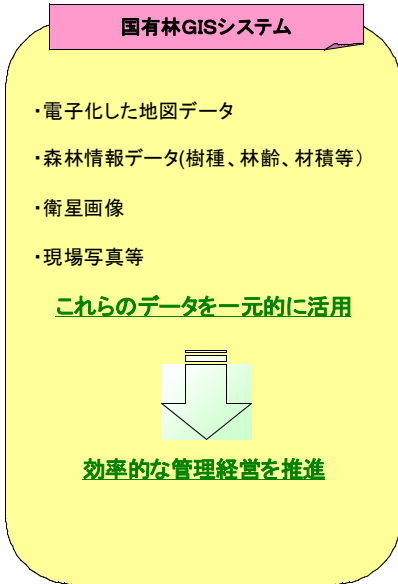 国有林GISシステム
・電子化した地図データ
・森林情報データ(樹種、林齢、材積等）
・衛星画像
・現場写真等
これらのデータを一元的に活用
効率的な管理経営を推進